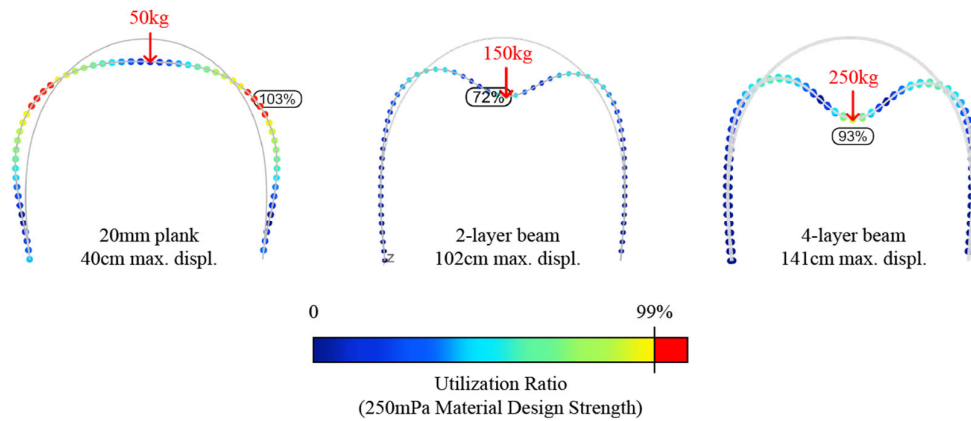 50kg
103%
20mm plank
40cm max. displ.
150kg
72%
z
2-layer beam
102cm max. displ.
250kg
93%
4-layer beam
141cm max. displ.
0
99%
Utilization Ratio
(250mPa Material Design Strength)